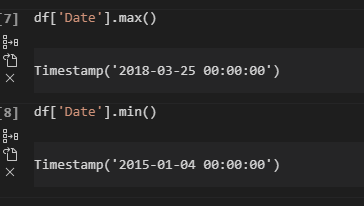 [7] df['Date'].max()
Timestamp('2018-03-25 00:00:00')
[8] df['Date'].min()
Timestamp('2015-01-04 00:00:00')